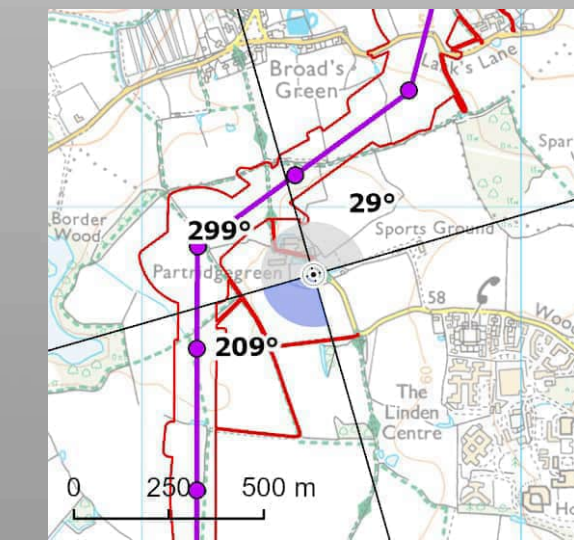 Broad's
Green
Lark's Lane
Spar
29°
Border
Wood
299°
Sports Ground
Partridgegreen
58
209°
Woo
The
Linden
Centre
0 250 500 m
Ho